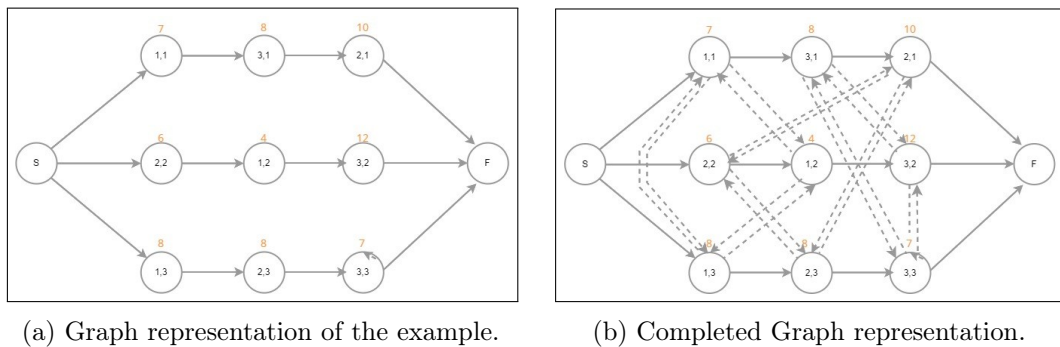 7 8 10
1,1 3,1 2,1
6 4 12
S 2,2 1,2 3,2 F
8 8 7
1,3 2,3 3,3
(a) Graph representation of the example.
7 8 10
1,1 3,1 2,1
6 4 12
S 2,2 1,2 3,2 F
8 8 7
1,3 2,3 3,3
(b) Completed Graph representation.